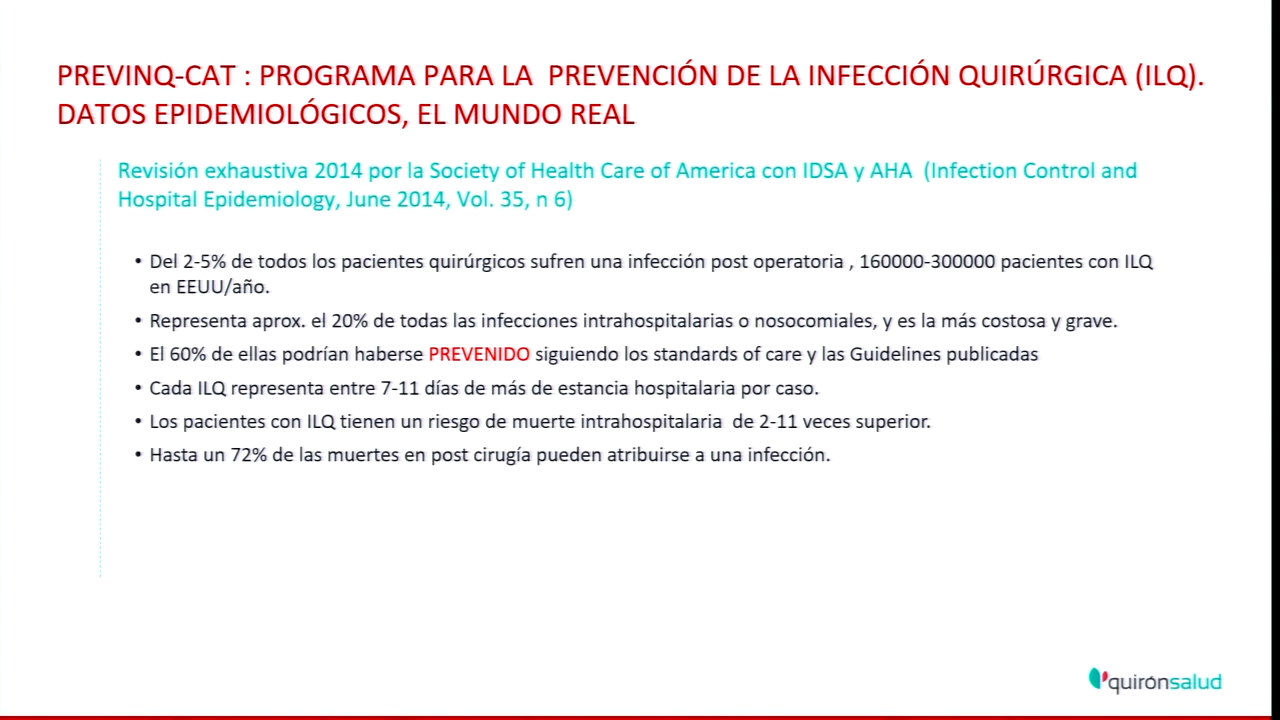 PREVINQ-CAT : PROGRAMA PARA LA PREVENCIÓN DE LA INFECCIÓN QUIRÚRGICA (ILQ).
DATOS EPIDEMIOLÓGICOS, EL MUNDO REAL
Revisión exhaustiva 2014 por la Society of Health Care of America con IDSA y AHA (Infection Control and
Hospital Epidemiology, June 2014, Vol. 35, n 6)
• Del 2-5% de todos los pacientes quirúrgicos sufren una infección post operatoria , 160000-300000 pacientes con ILQ
en EEUU/año.
• Representa aprox. el 20% de todas las infecciones intrahospitalarias o nosocomiales, y es la más costosa y grave.
• El 60% de ellas podrían haberse PREVENIDO siguiendo los standards of care y las Guidelines publicadas
• Cada ILQ representa entre 7-11 días de más de estancia hospitalaria por caso.
• Los pacientes con ILQ tienen un riesgo de muerte intrahospitalaria de 2-11 veces superior.
• Hasta un 72% de las muertes en post cirugía pueden atribuirse a una infección.
quirónsalud